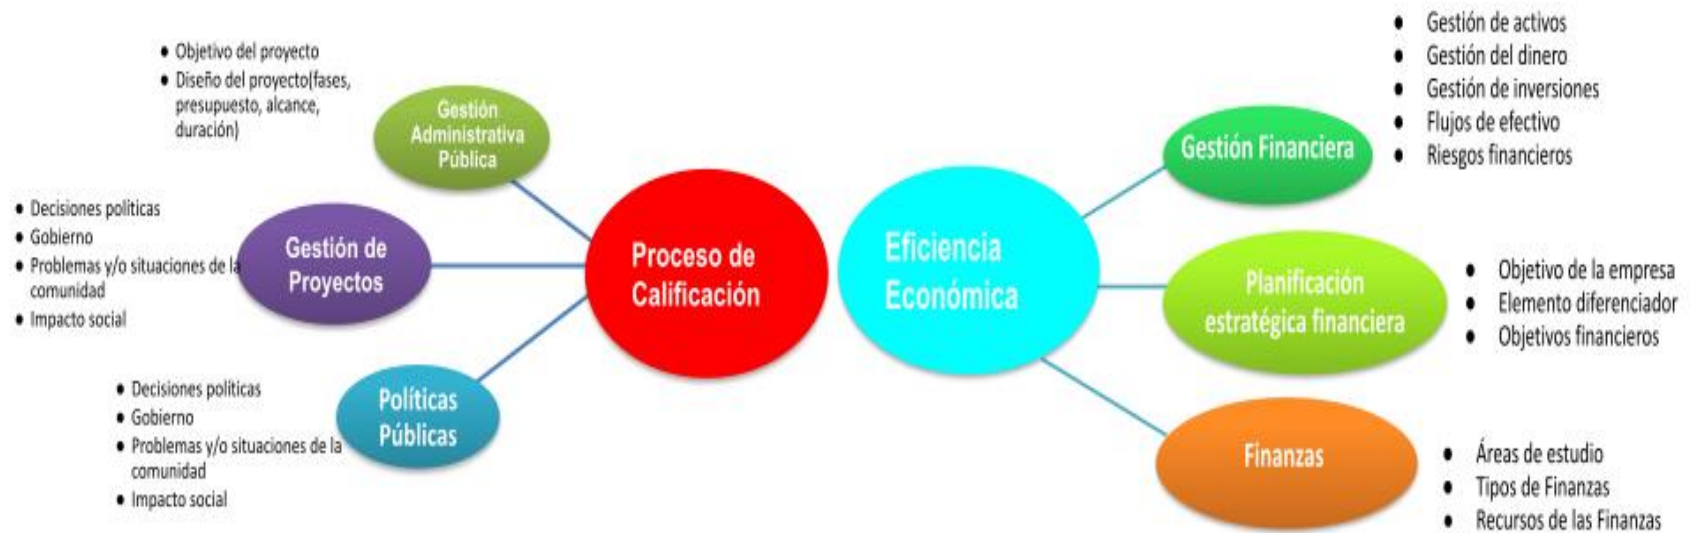 ● Objetivo del proyecto
● Diseño del proyecto(fases,
presupuesto, alcance,
duración)
Gestión
Administrativa
Pública
● Decisiones políticas
● Gobierno
● Problemas y/o situaciones de la
comunidad
● Impacto social
Gestión de
Proyectos
● Decisiones políticas
● Gobierno
● Problemas y/o situaciones de la
comunidad
● Impacto social
Políticas
Públicas
Proceso de
Calificación
Eficiencia
Económica
Gestión Financiera
● Gestión de activos
● Gestión del dinero
● Gestión de inversiones
● Flujos de efectivo
● Riesgos financieros
Planificación
estratégica financiera
● Objetivo de la empresa
● Elemento diferenciador
● Objetivos financieros
Finanzas
● Áreas de estudio
● Tipos de Finanzas
● Recursos de las Finanzas